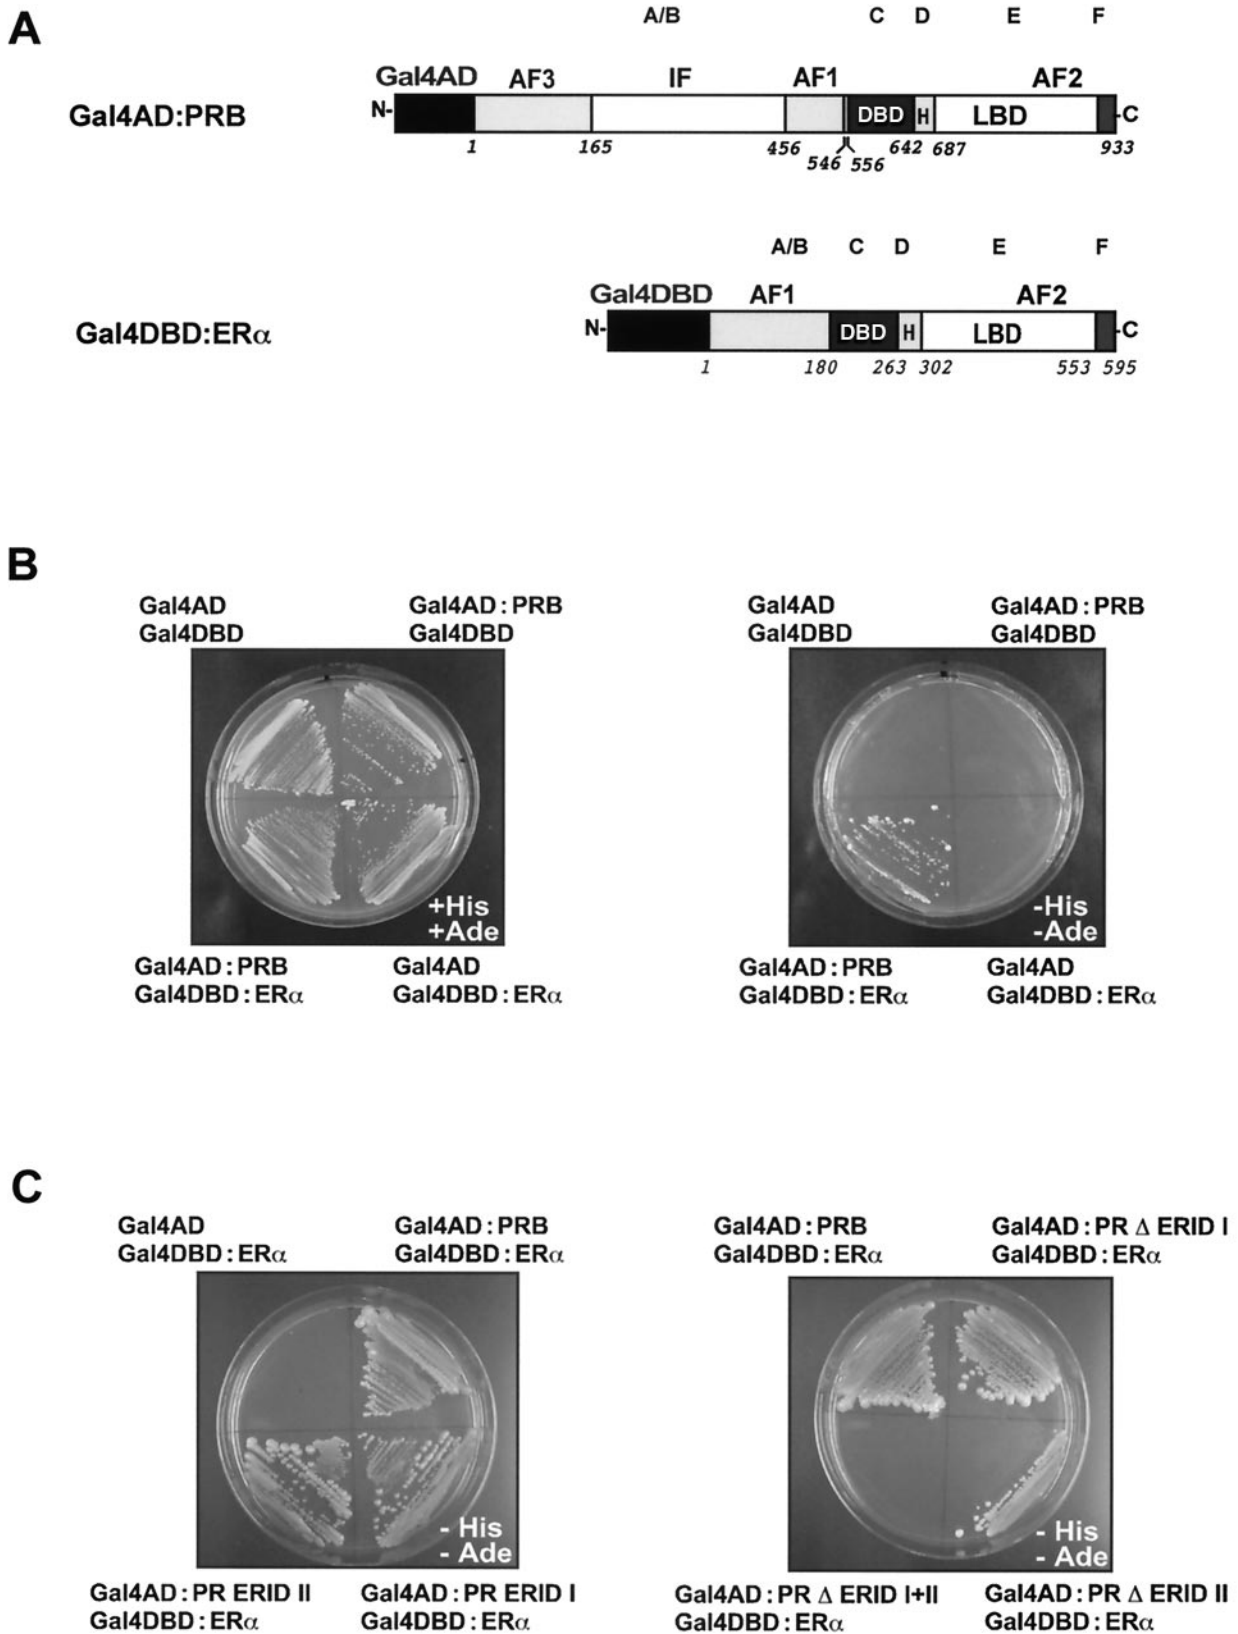 A
A/B C D E F
Gal4AD AF3 IF AF1 AF2
Gal4AD:PRB N- DBD H LBD -C
1 165 456 546 556 642 687 933
A/B C D E F
Gal4DBD AF1 AF2
Gal4DBD:ERα N- DBD H LBD -C
1 180 263 302 553 595
B
Gal4AD Gal4AD:PRB Gal4AD Gal4AD:PRB
Gal4DBD Gal4DBD Gal4DBD Gal4DBD
+His -His
+Ade -Ade
Gal4AD:PRB Gal4AD Gal4AD:PRB Gal4AD
Gal4DBD:ERα Gal4DBD:ERα Gal4DBD:ERα Gal4DBD:ERα
C
Gal4AD Gal4AD:PRB Gal4AD:PRB Gal4AD:PR Δ ERID I
Gal4DBD:ERα Gal4DBD:ERα Gal4DBD:ERα Gal4DBD:ERα
- His - His
- Ade - Ade
Gal4AD:PR ERID II Gal4AD:PR ERID I Gal4AD:PR Δ ERID I+II Gal4AD:PR Δ ERID II
Gal4DBD:ERα Gal4DBD:ERα Gal4DBD:ERα Gal4DBD:ERα